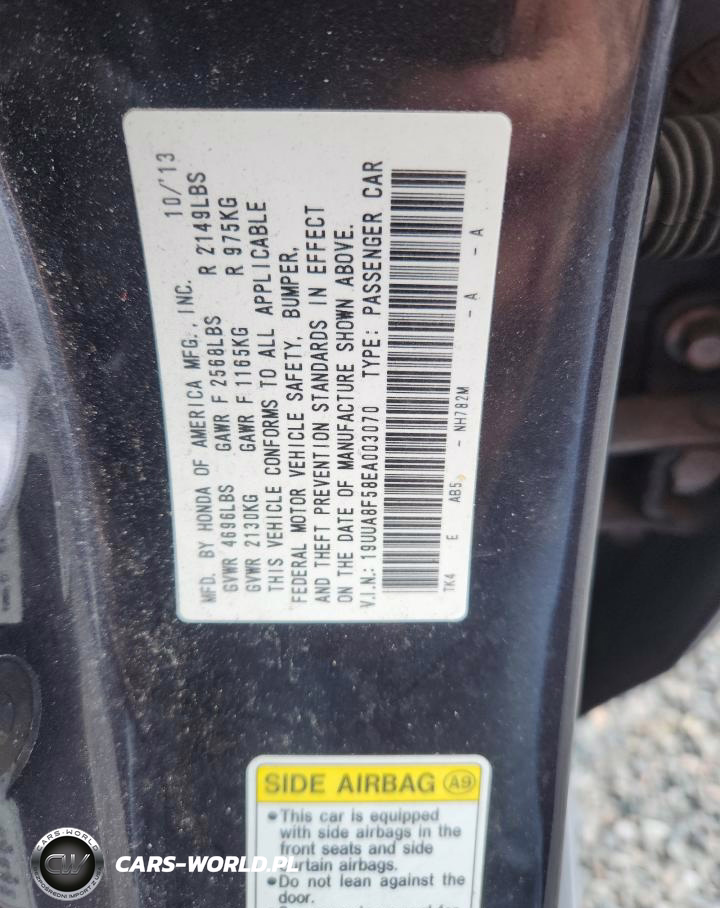 MFD. BY HONDA OF AMERICA MFG., INC. 10/'13
GVWR 4696LBS GAWR F 2568LBS R 2149LBS
GVWR 2130KG GAWR F 1165KG R 975KG
THIS VEHICLE CONFORMS TO ALL APPLICABLE
FEDERAL MOTOR VEHICLE SAFETY, BUMPER,
AND THEFT PREVENTION STANDARDS IN EFFECT
ON THE DATE OF MANUFACTURE SHOWN ABOVE.
V.I.N.: 19UUA8F56EA003070 TYPE: PASSENGER CAR
TK4 E AB5 - NH782M - A - A
SIDE AIRBAG A9
•This car is equipped
with side airbags in the
front seats and side
curtain airbags.
•Do not lean against the
door.
CARS-WORLD
CW
CARS-WORLD.PL